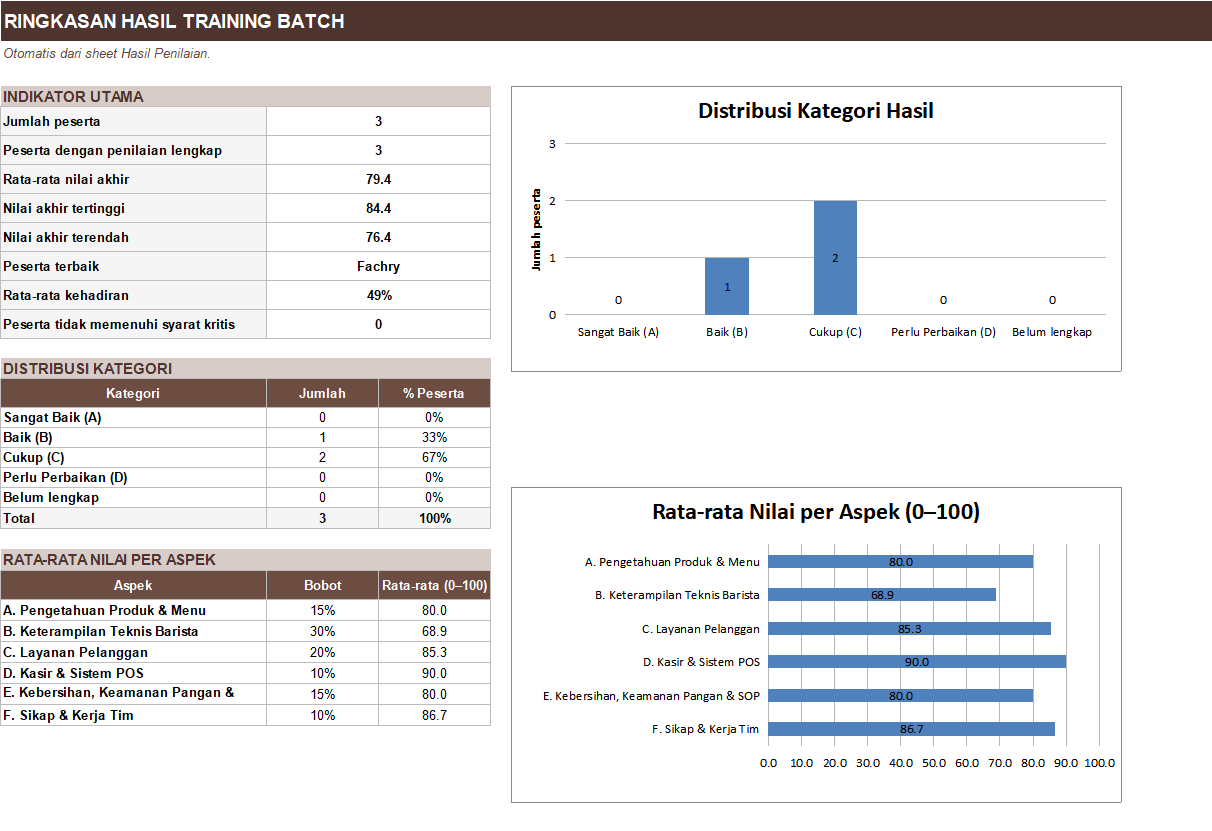 RINGKASAN HASIL TRAINING BATCH
Otomatis dari sheet Hasil Penilaian.
INDIKATOR UTAMA
Jumlah peserta 3
Peserta dengan penilaian lengkap 3
Rata-rata nilai akhir 79.4
Nilai akhir tertinggi 84.4
Nilai akhir terendah 76.4
Peserta terbaik Fachry
Rata-rata kehadiran 49%
Peserta tidak memenuhi syarat kritis 0
DISTRIBUSI KATEGORI
Kategori Jumlah % Peserta
Sangat Baik (A) 0 0%
Baik (B) 1 33%
Cukup (C) 2 67%
Perlu Perbaikan (D) 0 0%
Belum lengkap 0 0%
Total 3 100%
RATA-RATA NILAI PER ASPEK
Aspek Bobot Rata-rata (0–100)
A. Pengetahuan Produk & Menu 15% 80.0
B. Keterampilan Teknis Barista 30% 68.9
C. Layanan Pelanggan 20% 85.3
D. Kasir & Sistem POS 10% 90.0
E. Kebersihan, Keamanan Pangan & 15% 80.0
F. Sikap & Kerja Tim 10% 86.7
Distribusi Kategori Hasil
Jumlah peserta
3
2
1
0
0 1 2 0 0
Sangat Baik (A) Baik (B) Cukup (C) Perlu Perbaikan (D) Belum lengkap
Rata-rata Nilai per Aspek (0–100)
A. Pengetahuan Produk & Menu 80.0
B. Keterampilan Teknis Barista 68.9
C. Layanan Pelanggan 85.3
D. Kasir & Sistem POS 90.0
E. Kebersihan, Keamanan Pangan & SOP 80.0
F. Sikap & Kerja Tim 86.7
0.0 10.0 20.0 30.0 40.0 50.0 60.0 70.0 80.0 90.0 100.0